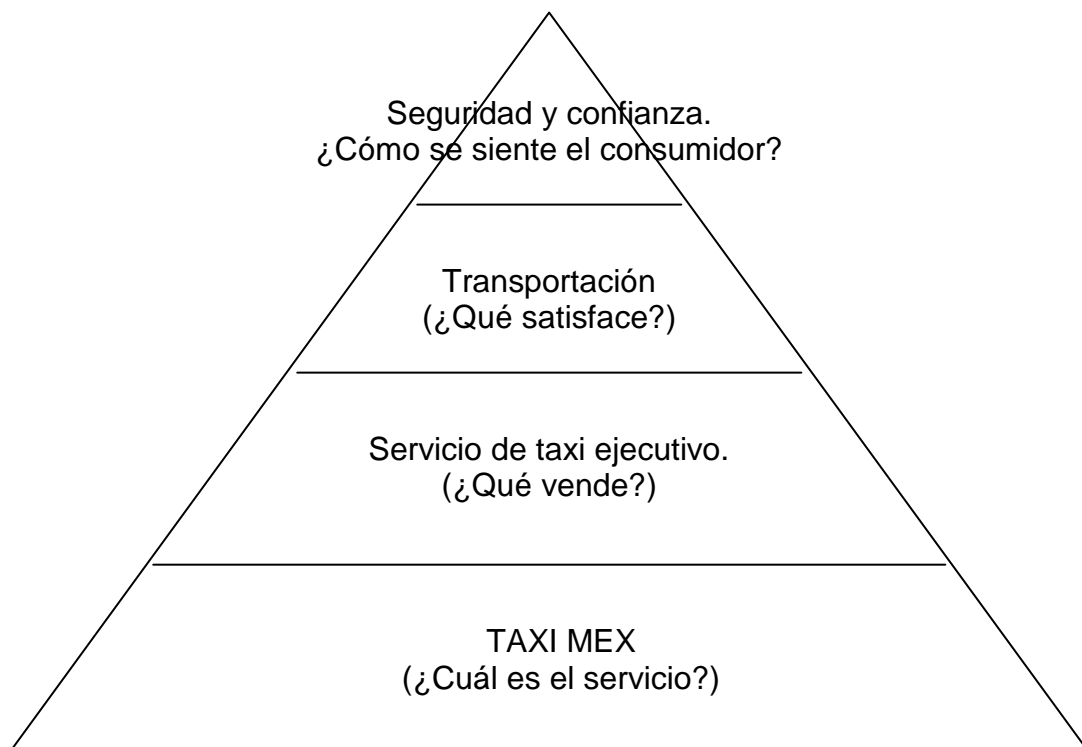 Seguridad y confianza.
¿Cómo se siente el consumidor?
Transportación
(¿Qué satisface?)
Servicio de taxi ejecutivo.
(¿Qué vende?)
TAXI MEX
(¿Cuál es el servicio?)